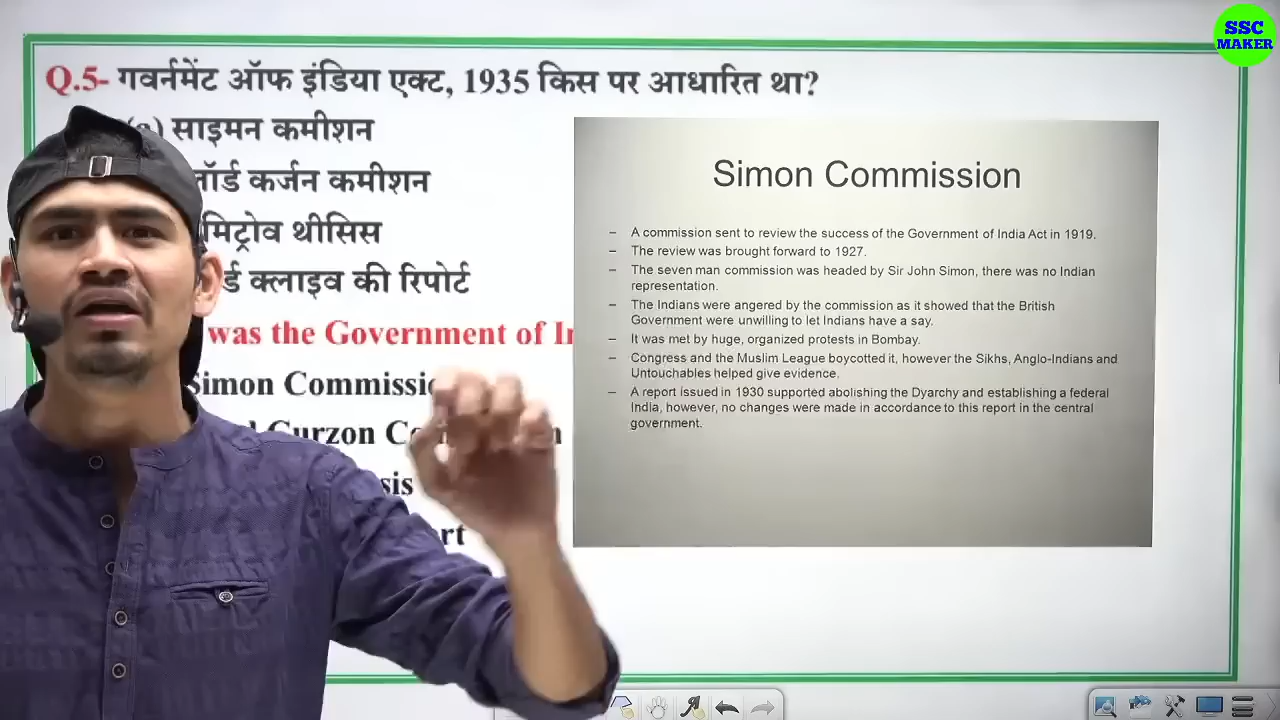 SSC
MAKER
Q.5- गवर्नमेंट ऑफ इंडिया एक्ट, 1935 किस पर आधारित था?
(a) साइमन कमीशन
लॉर्ड कर्जन कमीशन
मिट्रोव थीसिस
र्ड क्लाइव की रिपोर्ट
was the Government of In
Simon Commissio
Curzon Co
sis
rt
Simon Commission
– A commission sent to review the success of the Government of India Act in 1919.
– The review was brought forward to 1927.
– The seven man commission was headed by Sir John Simon, there was no Indian
representation.
– The Indians were angered by the commission as it showed that the British
Government were unwilling to let Indians have a say.
– It was met by huge, organized protests in Bombay.
– Congress and the Muslim League boycotted it, however the Sikhs, Anglo-Indians and
Untouchables helped give evidence.
– A report issued in 1930 supported abolishing the Dyarchy and establishing a federal
India, however, no changes were made in accordance to this report in the central
government.